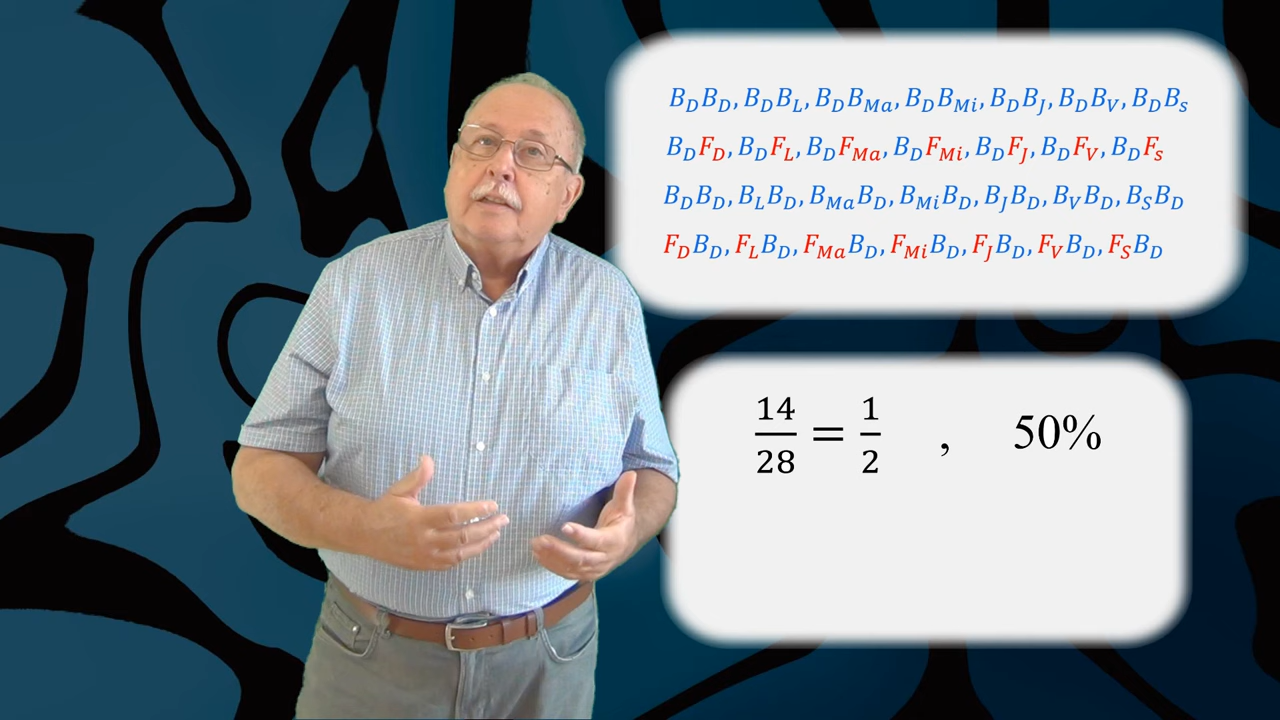 B_D B_D, B_D B_L, B_D B_Ma, B_D B_Mi, B_D B_J, B_D B_V, B_D B_s
B_D F_D, B_D F_L, B_D F_Ma, B_D F_Mi, B_D F_J, B_D F_V, B_D F_s
B_D B_D, B_L B_D, B_Ma B_D, B_Mi B_D, B_J B_D, B_V B_D, B_S B_D
F_D B_D, F_L B_D, F_Ma B_D, F_Mi B_D, F_J B_D, F_V B_D, F_S B_D
14/28 = 1/2 , 50%